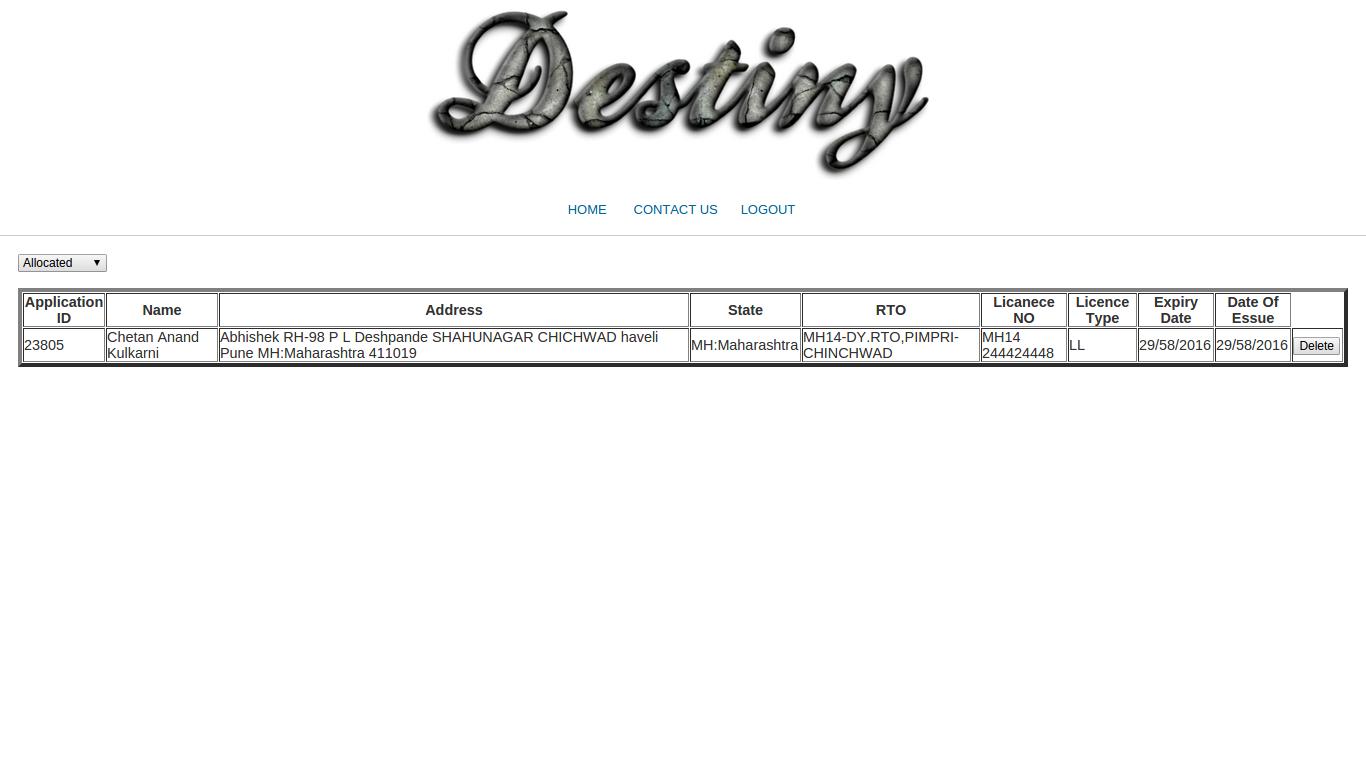 Destiny
HOME CONTACT US LOGOUT
Allocated
Application ID Name Address State RTO Licanece NO Licence Type Expiry Date Date Of Essue
23805 Chetan Anand Kulkarni Abhishek RH-98 P L Deshpande SHAHUNAGAR CHICHWAD haveli Pune MH:Maharashtra 411019 MH:Maharashtra MH14-DY.RTO,PIMPRI-CHINCHWAD MH14 244424448 LL 29/58/2016 29/58/2016 Delete